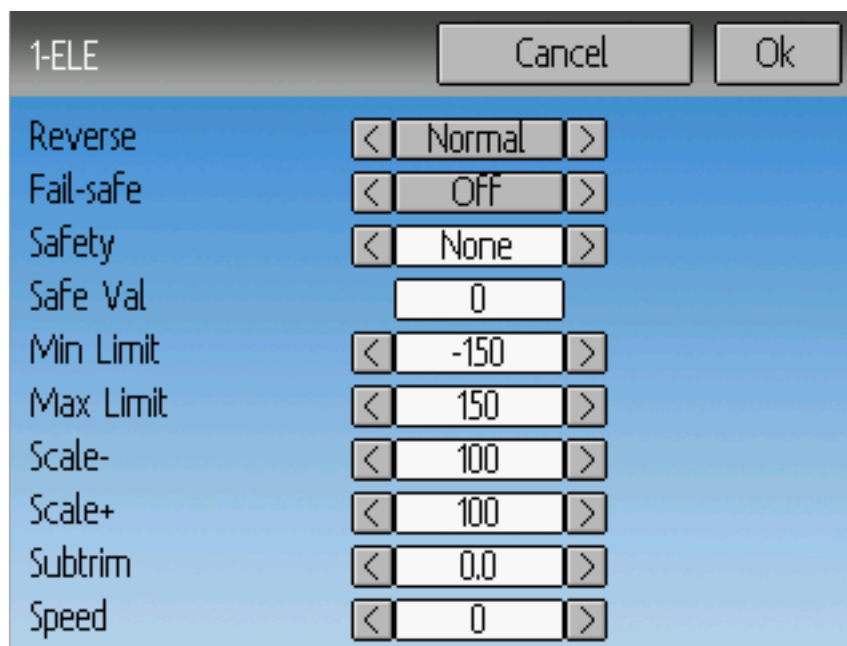 1-ELE Cancel Ok
Reverse < Normal >
Fail-safe < Off >
Safety < None >
Safe Val 0
Min Limit < -150 >
Max Limit < 150 >
Scale- < 100 >
Scale+ < 100 >
Subtrim < 0.0 >
Speed < 0 >